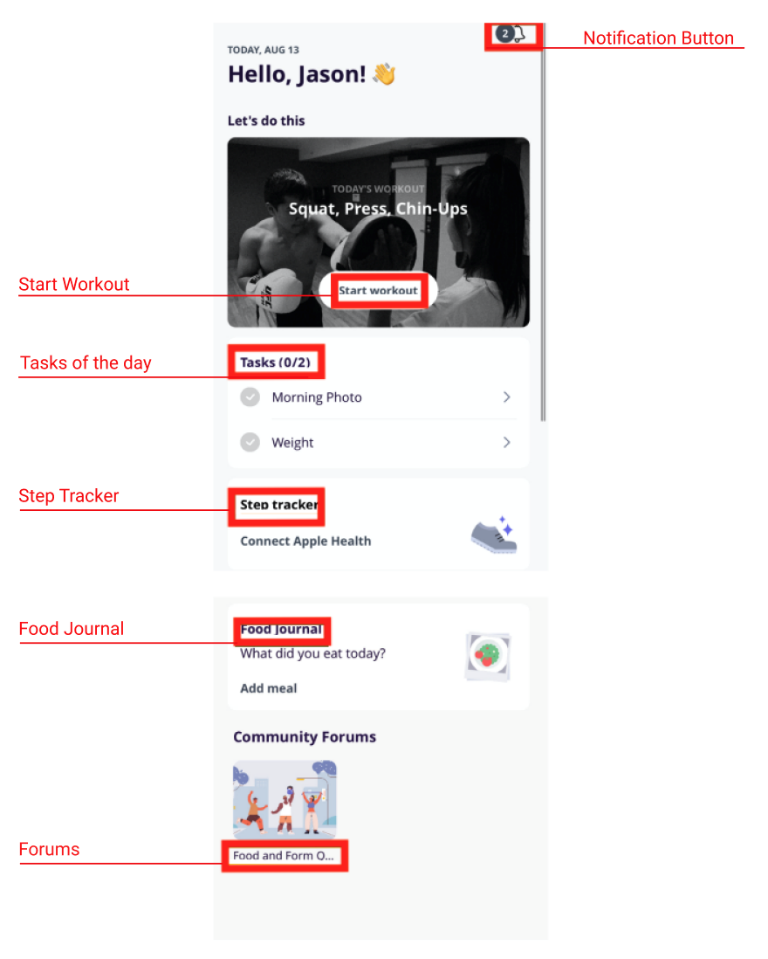 2
Notification Button
TODAY, AUG 13
Hello, Jason! 👋
Let's do this
TODAY'S WORKOUT
Squat, Press, Chin-Ups
UFC
Start Workout
Start workout
Tasks of the day
Tasks (0/2)
Morning Photo
Weight
Step Tracker
Step tracker
Connect Apple Health
Food Journal
Food Journal
What did you eat today?
Add meal
Community Forums
Forums
Food and Form Q...